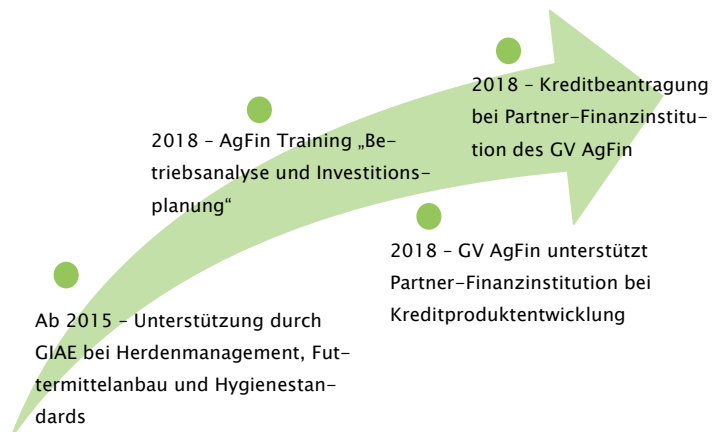 Ab 2015 – Unterstützung durch
GIAE bei Herdenmanagement, Fut–
termittelanbau und Hygienestan–
dards
2018 – AgFin Training „Be–
triebsanalyse und Investitions–
planung“
2018 – GV AgFin unterstützt
Partner–Finanzinstitution bei
Kreditproduktentwicklung
2018 – Kreditbeantragung
bei Partner–Finanzinstitu–
tion des GV AgFin